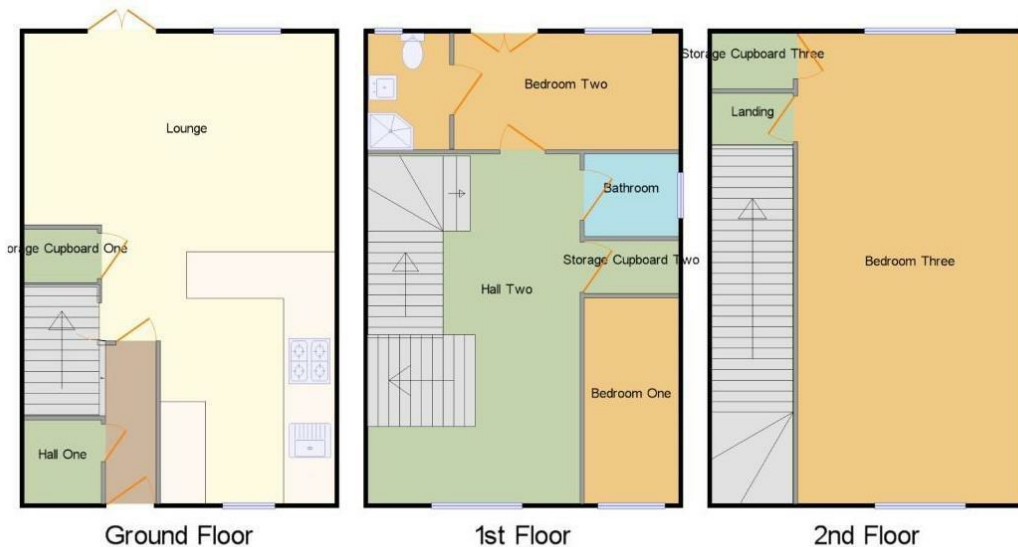 Lounge
orage Cupboard One
Hall One
Ground Floor
Bedroom Two
Bathroom
Storage Cupboard Two
Hall Two
Bedroom One
1st Floor
Storage Cupboard Three
Landing
Bedroom Three
2nd Floor